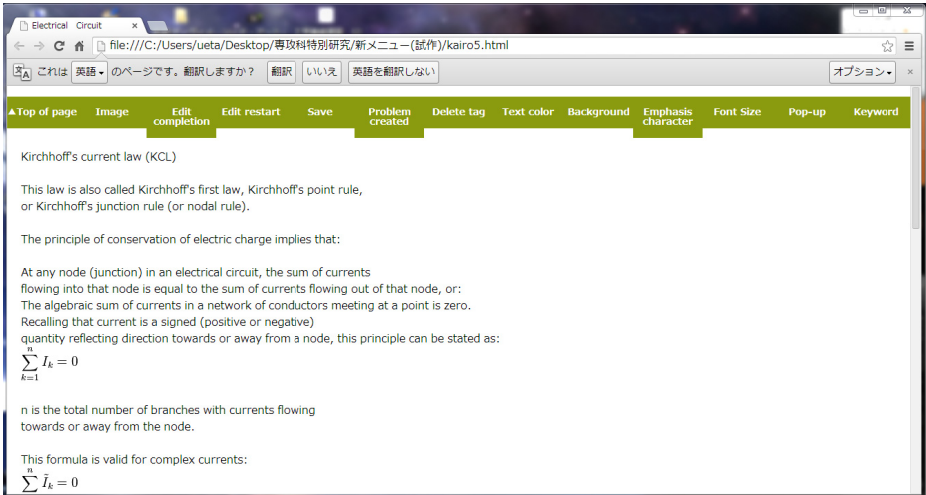 Electrical Circuit
file:///C:/Users/ueta/Desktop/専攻科特別研究/新メニュー(試作)/kairo5.html
これは 英語 のページです。翻訳しますか? 翻訳 いいえ 英語を翻訳しない オプション
▲Top of page Image Edit completion Edit restart Save Problem created Delete tag Text color Background Emphasis character Font Size Pop-up Keyword
Kirchhoff's current law (KCL)
This law is also called Kirchhoff's first law, Kirchhoff's point rule,
or Kirchhoff's junction rule (or nodal rule).
The principle of conservation of electric charge implies that:
At any node (junction) in an electrical circuit, the sum of currents
flowing into that node is equal to the sum of currents flowing out of that node, or:
The algebraic sum of currents in a network of conductors meeting at a point is zero.
Recalling that current is a signed (positive or negative)
quantity reflecting direction towards or away from a node, this principle can be stated as:
n
∑ I_k = 0
k=1
n is the total number of branches with currents flowing
towards or away from the node.
This formula is valid for complex currents:
n
∑ Ĩ_k = 0